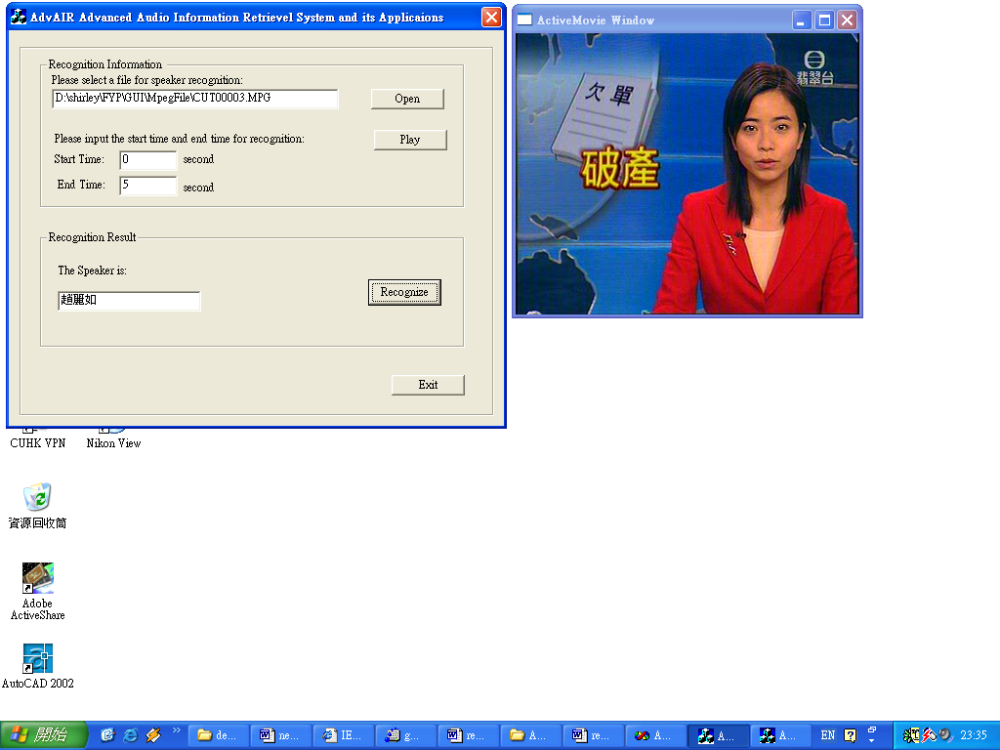 AdvAIR Advanced Audio Information Retrievel System and its Applicaions
Recognition Information
Please select a file for speaker recognition:
D:\shirley\FYP\GUI\MpegFile\CUT00003.MPG
Open
Please input the start time and end time for recognition:
Play
Start Time:
0
second
End Time:
5
second
Recognition Result
The Speaker is:
趙麗如
Recognize
Exit
ActiveMovie Window
翡翠台
欠單
破產
CUHK VPN
Nikon View
資源回收筒
Adobe
ActiveShare
AutoCAD 2002
開始
de...
ne...
IE...
g...
re...
A...
re...
A...
A...
A...
EN
23:35